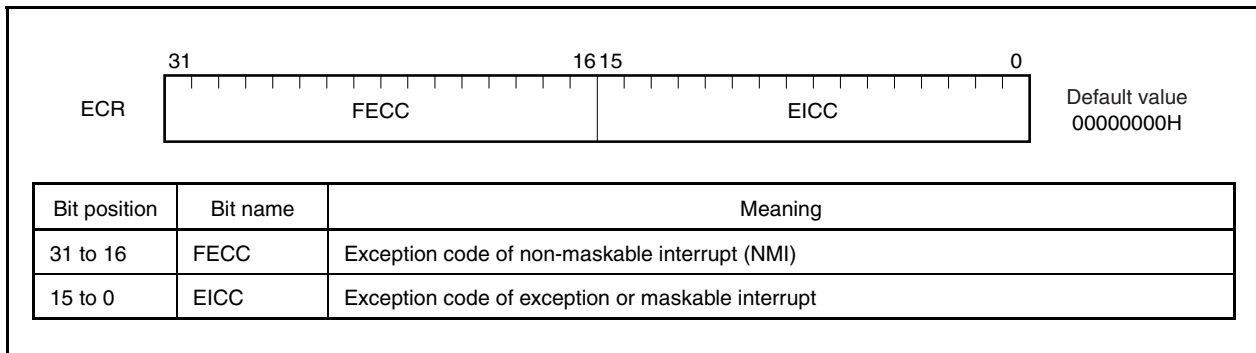 31 16 15 0
ECR FECC EICC Default value
00000000H
Bit position Bit name Meaning
31 to 16 FECC Exception code of non-maskable interrupt (NMI)
15 to 0 EICC Exception code of exception or maskable interrupt